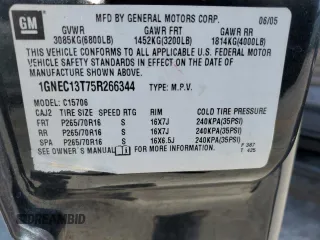 GM
MFD BY GENERAL MOTORS CORP. 06/05
GVWR GAWR FRT GAWR RR
3085KG(6800LB) 1452KG(3200LB) 1814KG(4000LB)
THIS VEHICLE CONFORMS TO ALL APPLICABLE U.S. FEDERAL MOTOR
VEHICLE SAFETY STANDARDS IN EFFECT ON THE DATE OF
MANUFACTURE SHOWN ABOVE.
1GNEC13T75R266344 TYPE: M.P.V.
MODEL: C15706
CAJ2 TIRE SIZE SPEED RTG RIM COLD TIRE PRESSURE
FRT P265/70R16 S 16X7J 240KPA(35PSI)
RR P265/70R16 S 16X7J 240KPA(35PSI)
SPA P265/70R16 S 16X6.5J 240KPA(35PSI)
SEE OWNER'S MANUAL FOR MORE INFORMATION.
F 387
T 425
DREAMBID